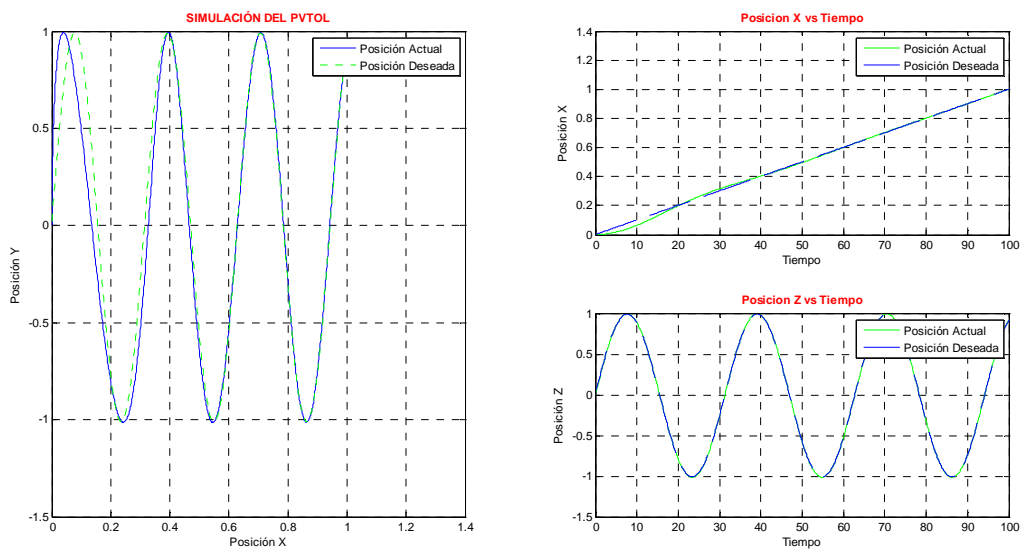 SIMULACIÓN DEL PVTOL
1
0.5
0
-0.5
-1
-1.5
Posición Y
Posición Actual
Posición Deseada
0 0.2 0.4 0.6 0.8 1 1.2 1.4
Posición X
Posicion X vs Tiempo
1.4
1.2
1
0.8
0.6
0.4
0.2
0
Posición X
Posición Actual
Posición Deseada
0 10 20 30 40 50 60 70 80 90 100
Tiempo
Posicion Z vs Tiempo
1
0.5
0
-0.5
-1
-1.5
Posición Z
Posición Actual
Posición Deseada
0 10 20 30 40 50 60 70 80 90 100
Tiempo